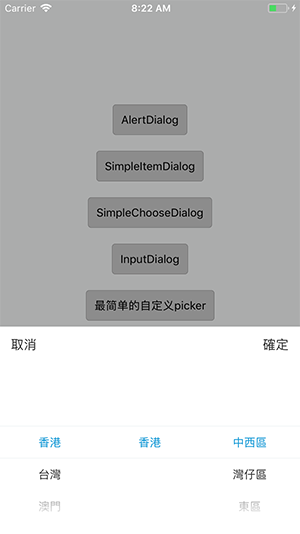 Carrier 8:22 AM
AlertDialog
SimpleItemDialog
SimpleChooseDialog
InputDialog
最简单的自定义picker
取消 確定
香港 香港 中西區
台灣 灣仔區
澳門 東區